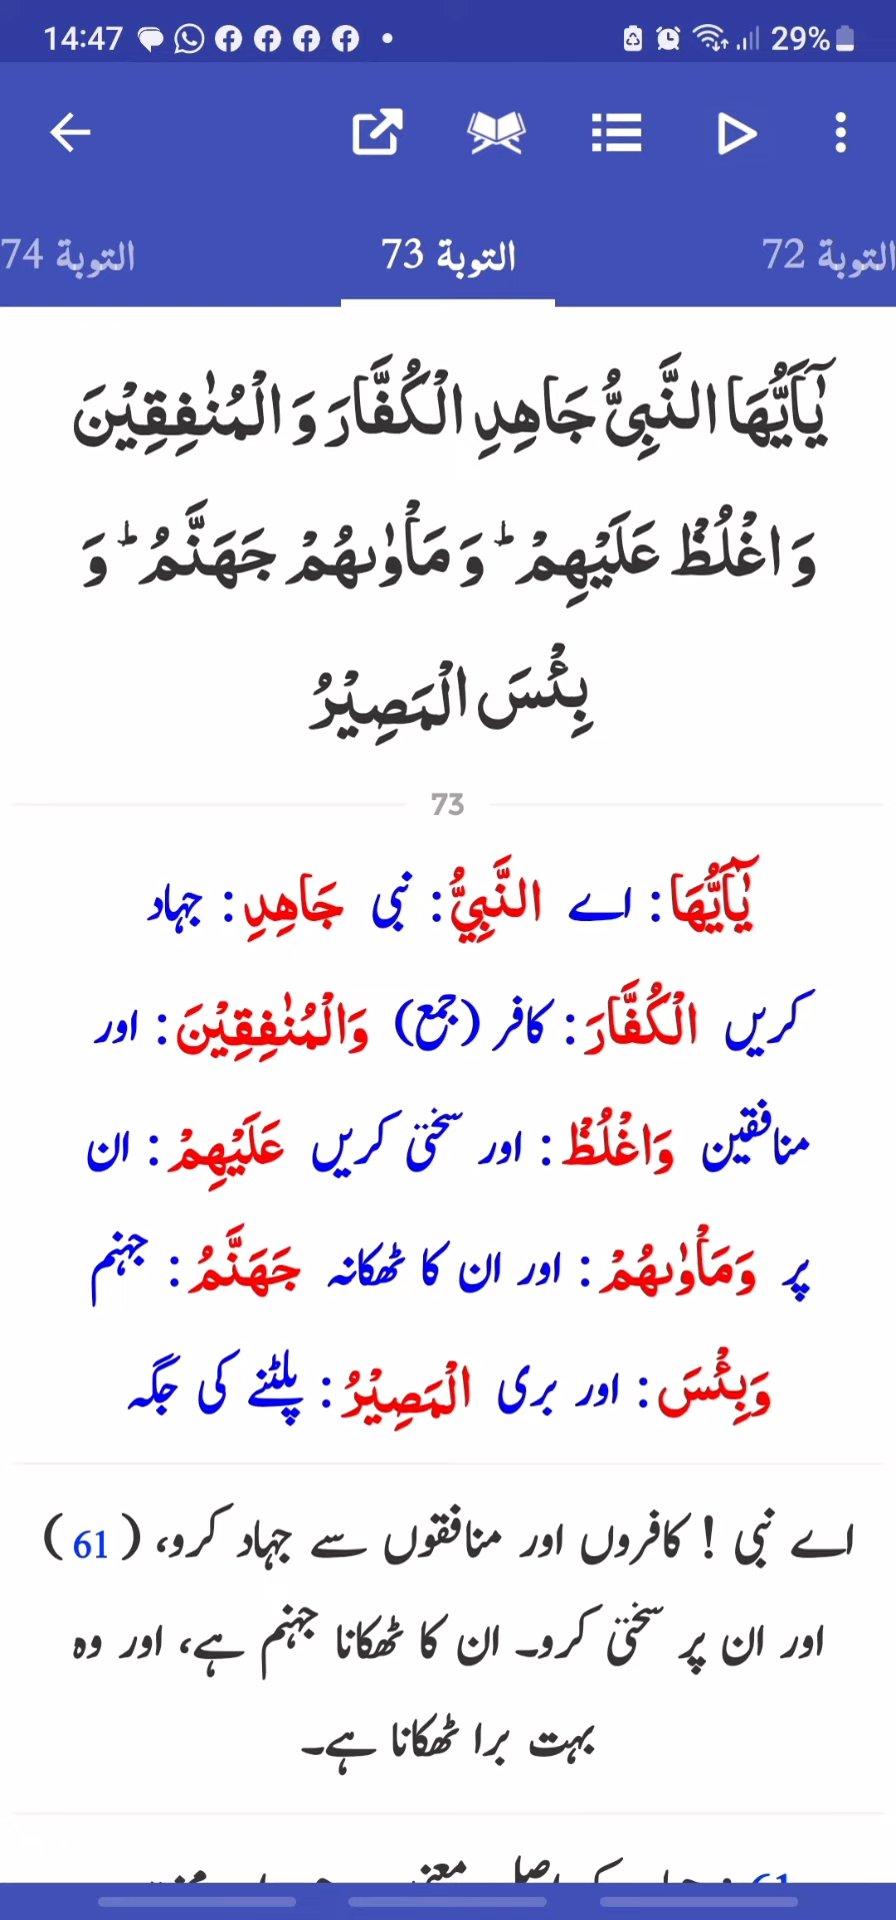 14:47 29%
التوبة 72 التوبة 73 التوبة 74
يٰۤاَيُّهَا النَّبِىُّ جَاهِدِ الۡكُفَّارَ وَ الۡمُنٰفِقِيۡنَ
وَ اغۡلُظۡ عَلَيۡهِمۡ‌ؕ وَ مَاۡوٰٮهُمۡ جَهَـنَّمُ‌ؕ وَ
بِئۡسَ الۡمَصِيۡرُ
73
يٰۤاَيُّهَا: اے النَّبِيُّ: نبی جَاهِدِ: جہاد
کریں الۡكُفَّارَ: کافر (جمع) وَالۡمُنٰفِقِيۡنَ: اور
منافقین وَاغۡلُظۡ: اور سختی کریں عَلَيۡهِمۡ: ان
پر وَمَاۡوٰٮهُمۡ: اور ان کا ٹھکانہ جَهَنَّمُ: جہنم
وَبِئۡسَ: اور بری الۡمَصِيۡرُ: پلٹنے کی جگہ
اے نبی ! کافروں اور منافقوں سے جہاد کرو، (61)
اور ان پر سختی کرو۔ ان کا ٹھکانا جہنم ہے، اور وہ
بہت برا ٹھکانا ہے۔